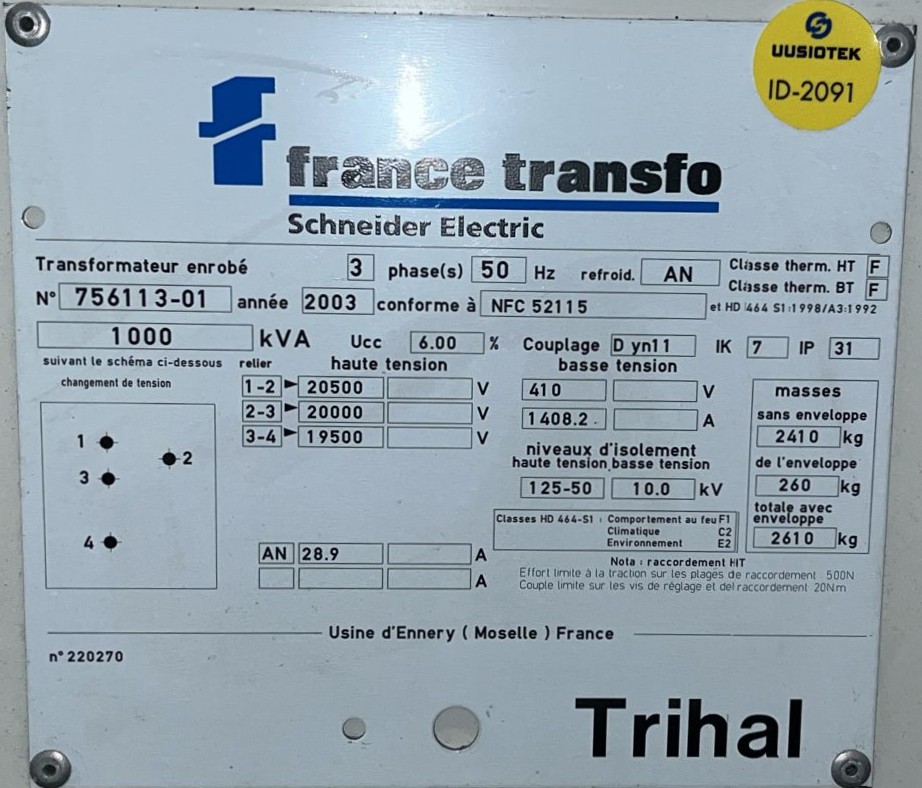 UUSIOTEK
ID-2091
france transfo
Schneider Electric
Transformateur enrobé 3 phase(s) 50 Hz refroid. AN Classe therm. HT F
Classe therm. BT F
N° 756113-01 année 2003 conforme à NFC 52115 et HD 464 S1:1998/A3:1992
1000 kVA Ucc 6.00 % Couplage D yn11 IK 7 IP 31
suivant le schéma ci-dessous relier haute tension basse tension
changement de tension
1-2 20500 V 410 V
2-3 20000 V 1408.2 A
3-4 19500 V
1
2
3
4
AN 28.9 A
A
niveaux d'isolement
haute tension basse tension
125-50 10.0 kV
masses
sans enveloppe
2410 kg
de l'enveloppe
260 kg
totale avec
enveloppe
2610 kg
Classes HD 464-S1 : Comportement au feu F1
Climatique C2
Environnement E2
Nota : raccordement HT
Effort limite à la traction sur les plages de raccordement 500N
Couple limite sur les vis de réglage et de raccordement 20Nm
Usine d'Ennery ( Moselle ) France
n° 220270
Trihal